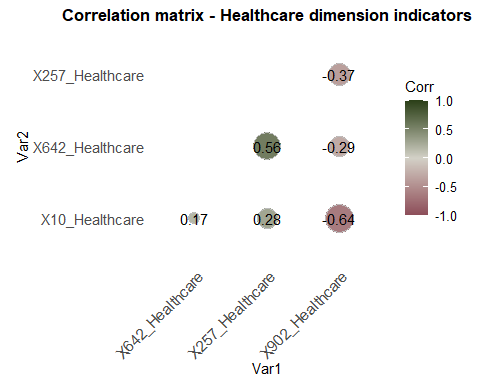 Correlation matrix - Healthcare dimension indicators
X257_Healthcare
-0.37
X642_Healthcare
0.56
-0.29
X10_Healthcare
0.17
0.28
-0.64
Var2
X642_Healthcare
X257_Healthcare
X902_Healthcare
Var1
Corr
1.0
0.5
0.0
-0.5
-1.0